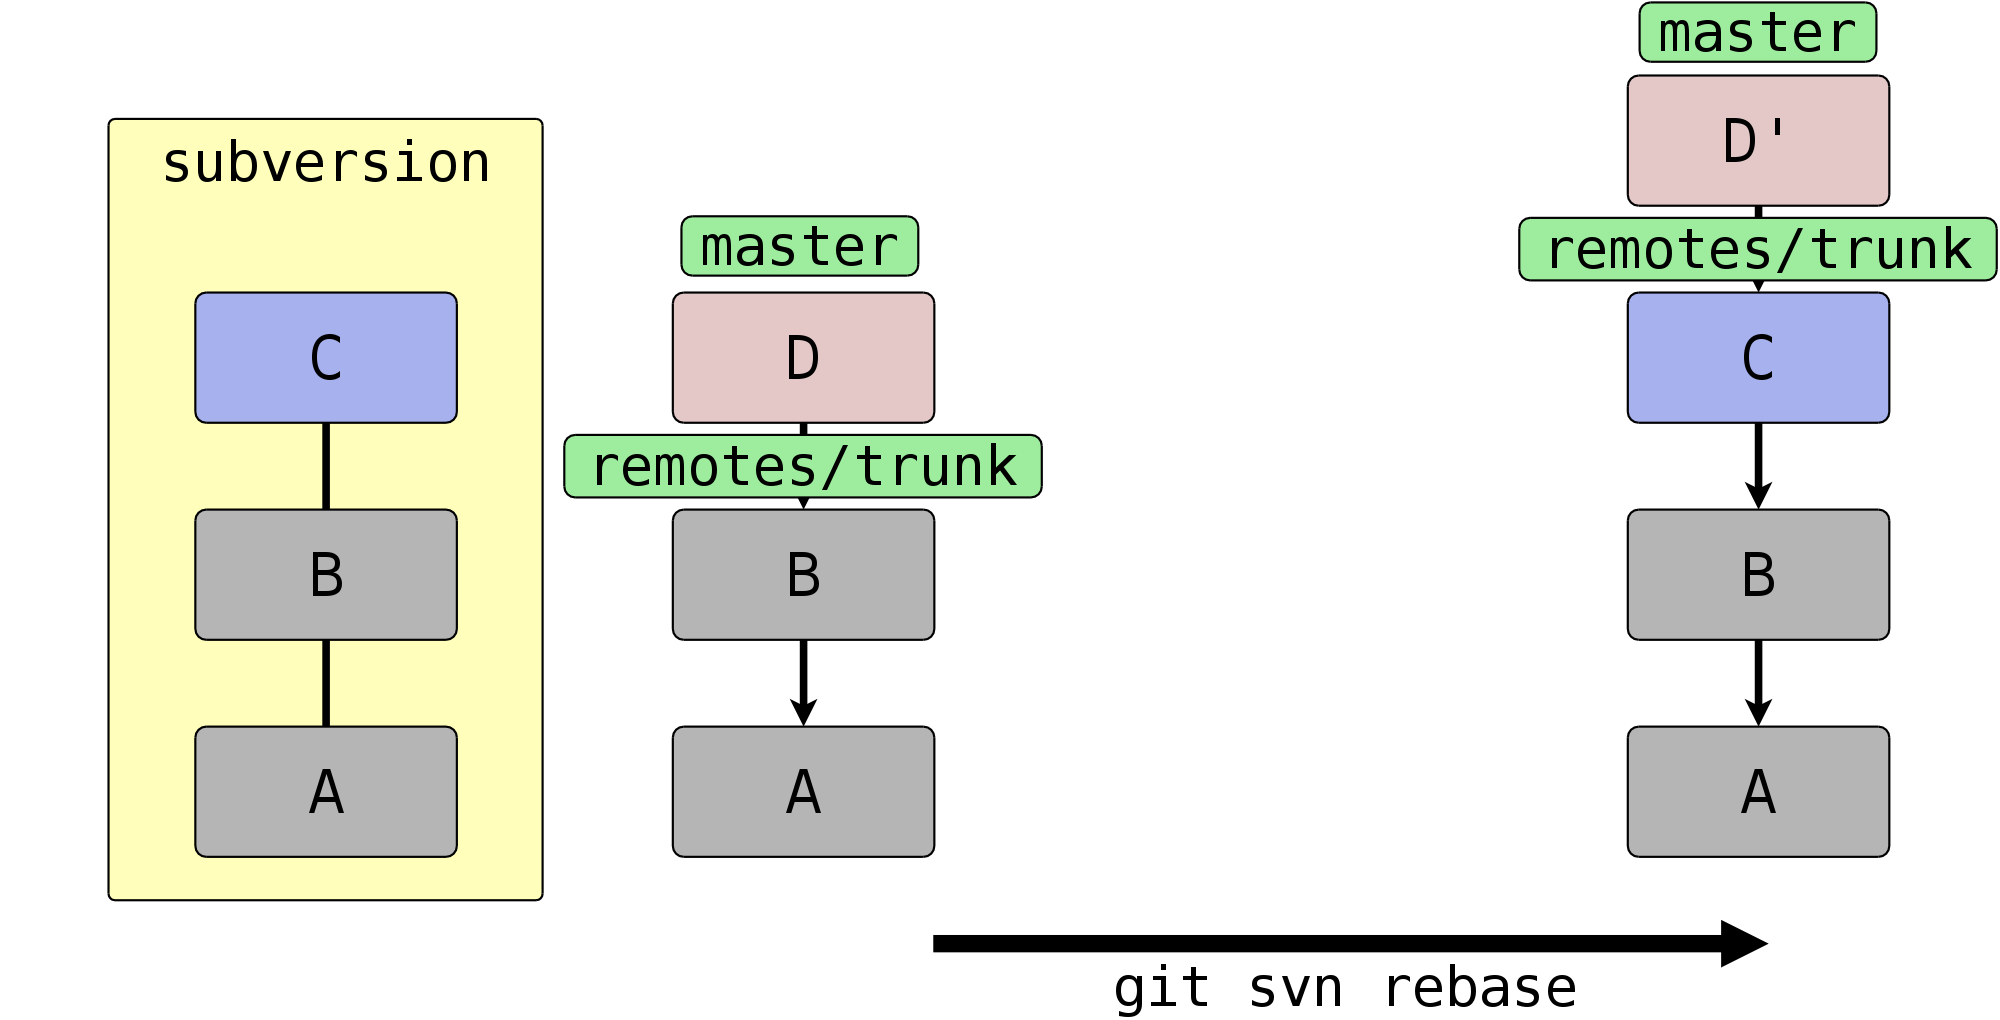 subversion
C
B
A
master
D
remotes/trunk
B
A
master
D'
remotes/trunk
C
B
A
git svn rebase